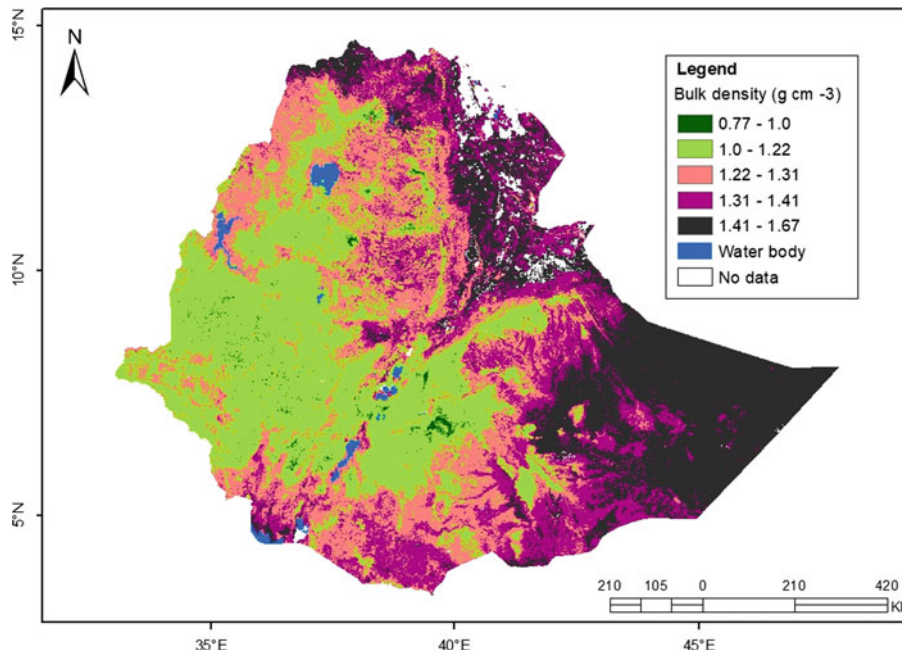 15°N
N
Legend
Bulk density (g cm -3)
0.77 - 1.0
1.0 - 1.22
1.22 - 1.31
1.31 - 1.41
1.41 - 1.67
Water body
No data
10°N
5°N
210 105 0 210 420
35°E 40°E 45°E